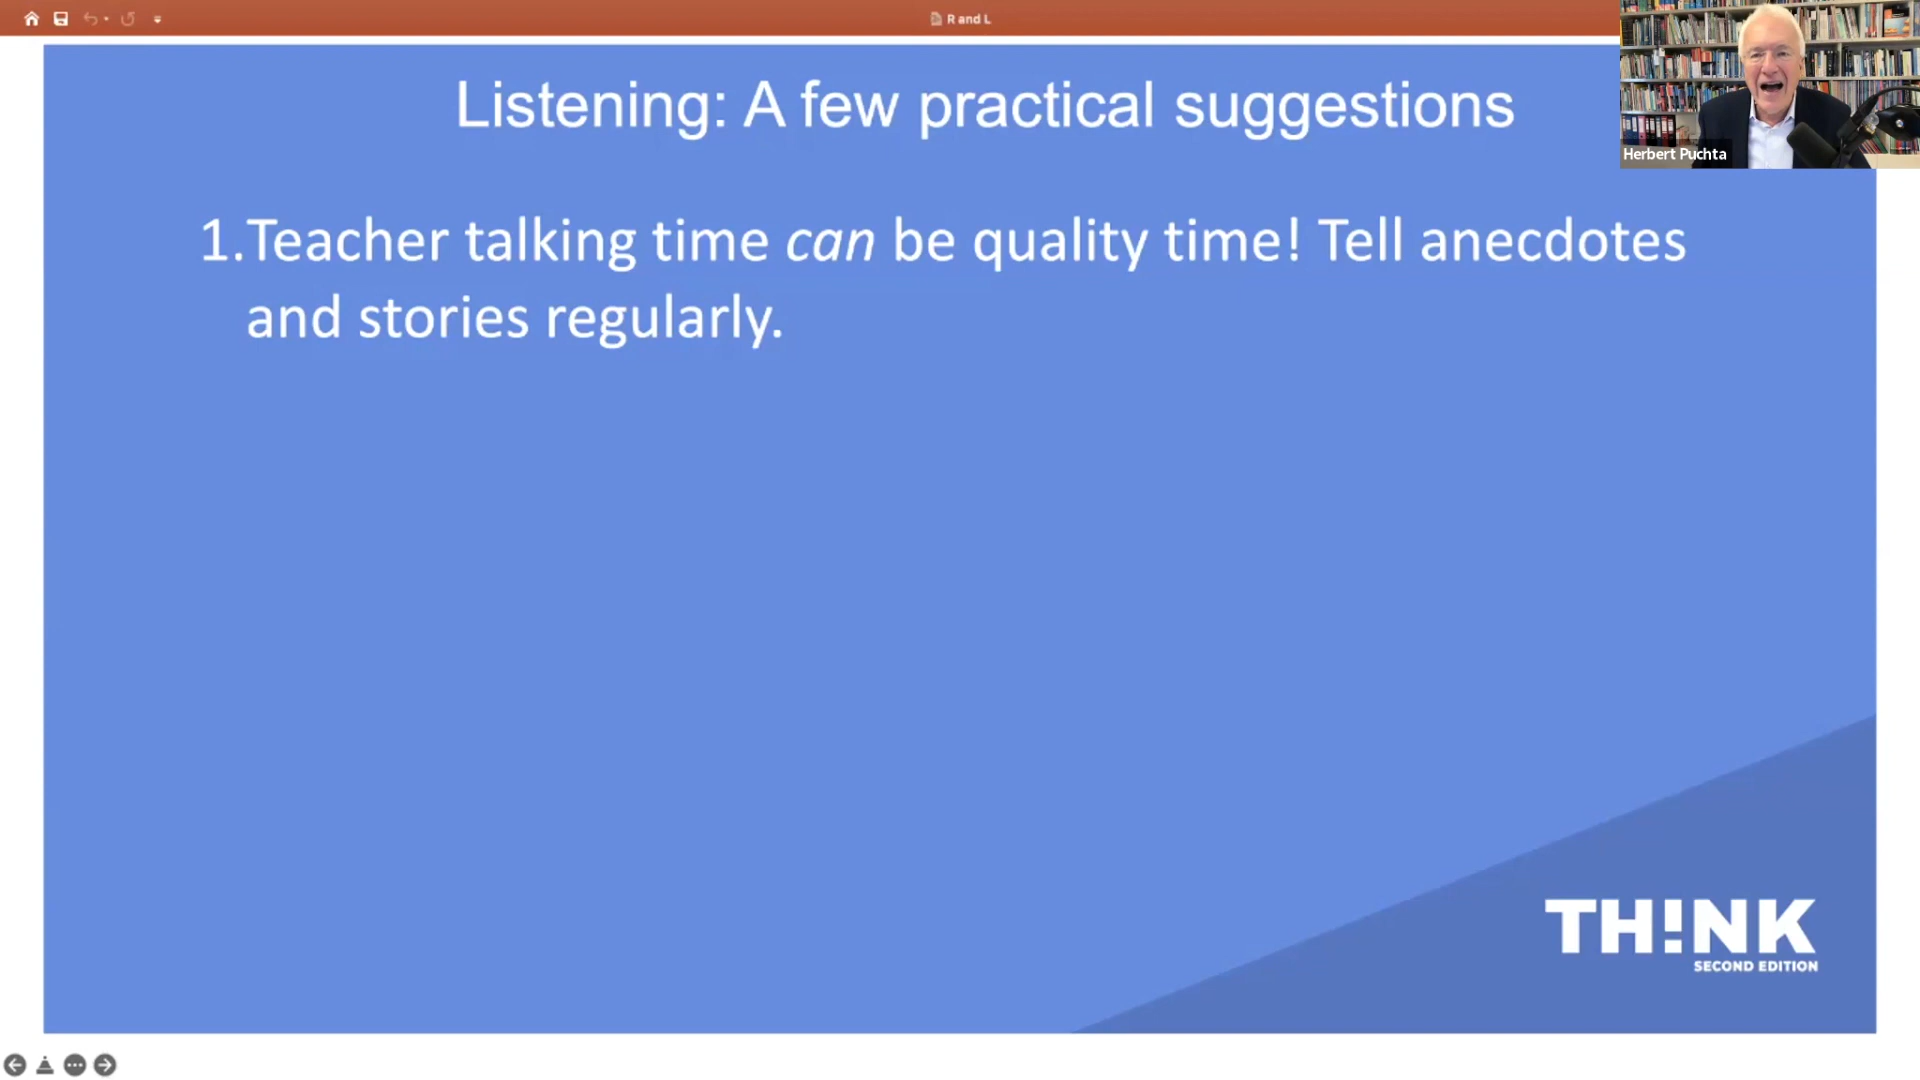 R and L
Listening: A few practical suggestions
Herbert Puchta
1.Teacher talking time can be quality time! Tell anecdotes
and stories regularly.
TH!NK
SECOND EDITION